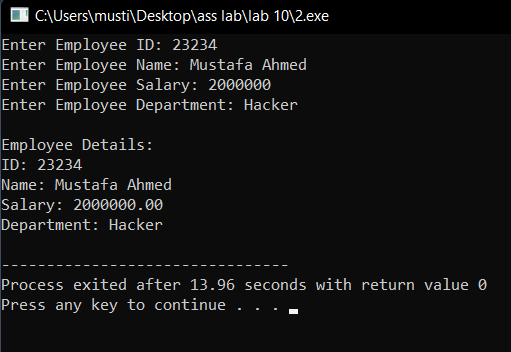 C:\Users\musti\Desktop\ass lab\lab 10\2.exe
Enter Employee ID: 23234
Enter Employee Name: Mustafa Ahmed
Enter Employee Salary: 2000000
Enter Employee Department: Hacker
Employee Details:
ID: 23234
Name: Mustafa Ahmed
Salary: 2000000.00
Department: Hacker
--------------------------------
Process exited after 13.96 seconds with return value 0
Press any key to continue . . .